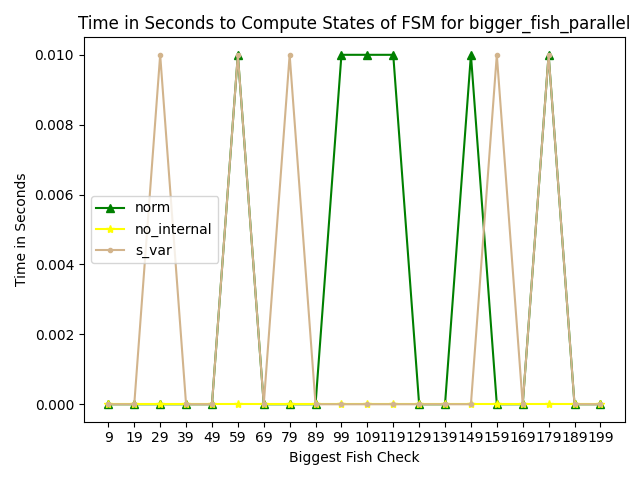 Time in Seconds to Compute States of FSM for bigger_fish_parallel
0.010
0.008
0.006
0.004
0.002
0.000
Time in Seconds
norm
no_internal
s_var
9 19 29 39 49 59 69 79 89 99 109 119 129 139 149 159 169 179 189 199
Biggest Fish Check